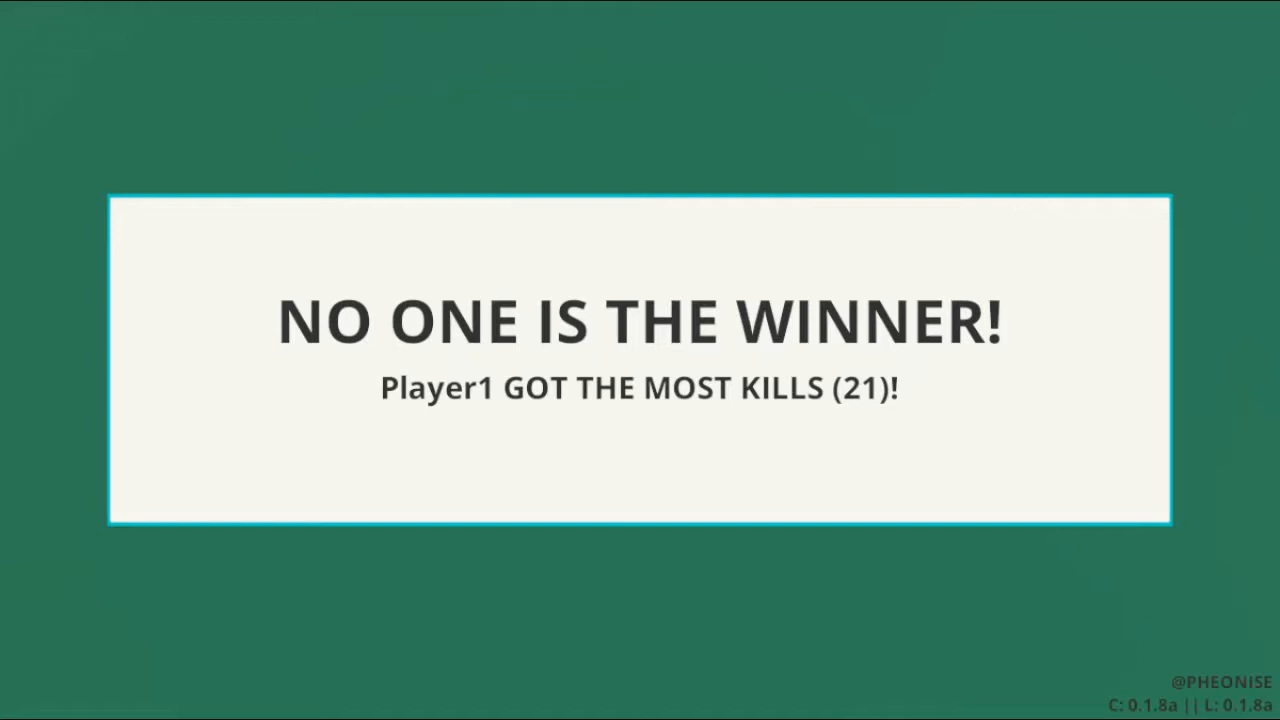 NO ONE IS THE WINNER!
Player1 GOT THE MOST KILLS (21)!
@PHEONISE
C: 0.1.8a || L: 0.1.8a